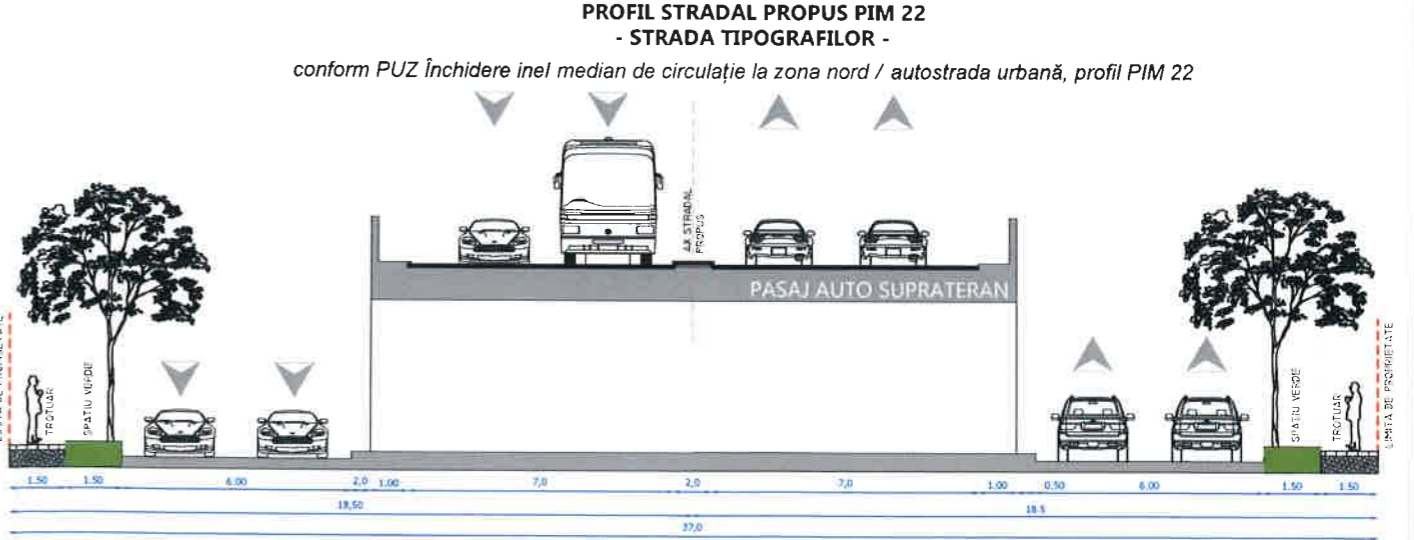 PROFIL STRADAL PROPUS PIM 22
- STRADA TIPOGRAFILOR -
conform PUZ Închidere inel median de circulație la zona nord / autostrada urbană, profil PIM 22
AX STRADAL
PROPUS
PASAJ AUTO SUPRATERAN
TROTUAR
SPATIU VERDE
SPATIU VERDE
TROTUAR
LIMITA DE PROPRIETATE
1.50 1.50 6.00 2,0 1.00 7,0 2,0 7,0 1.00 0,50 6.00 1.50 1.50
18,50 18.5
37,0